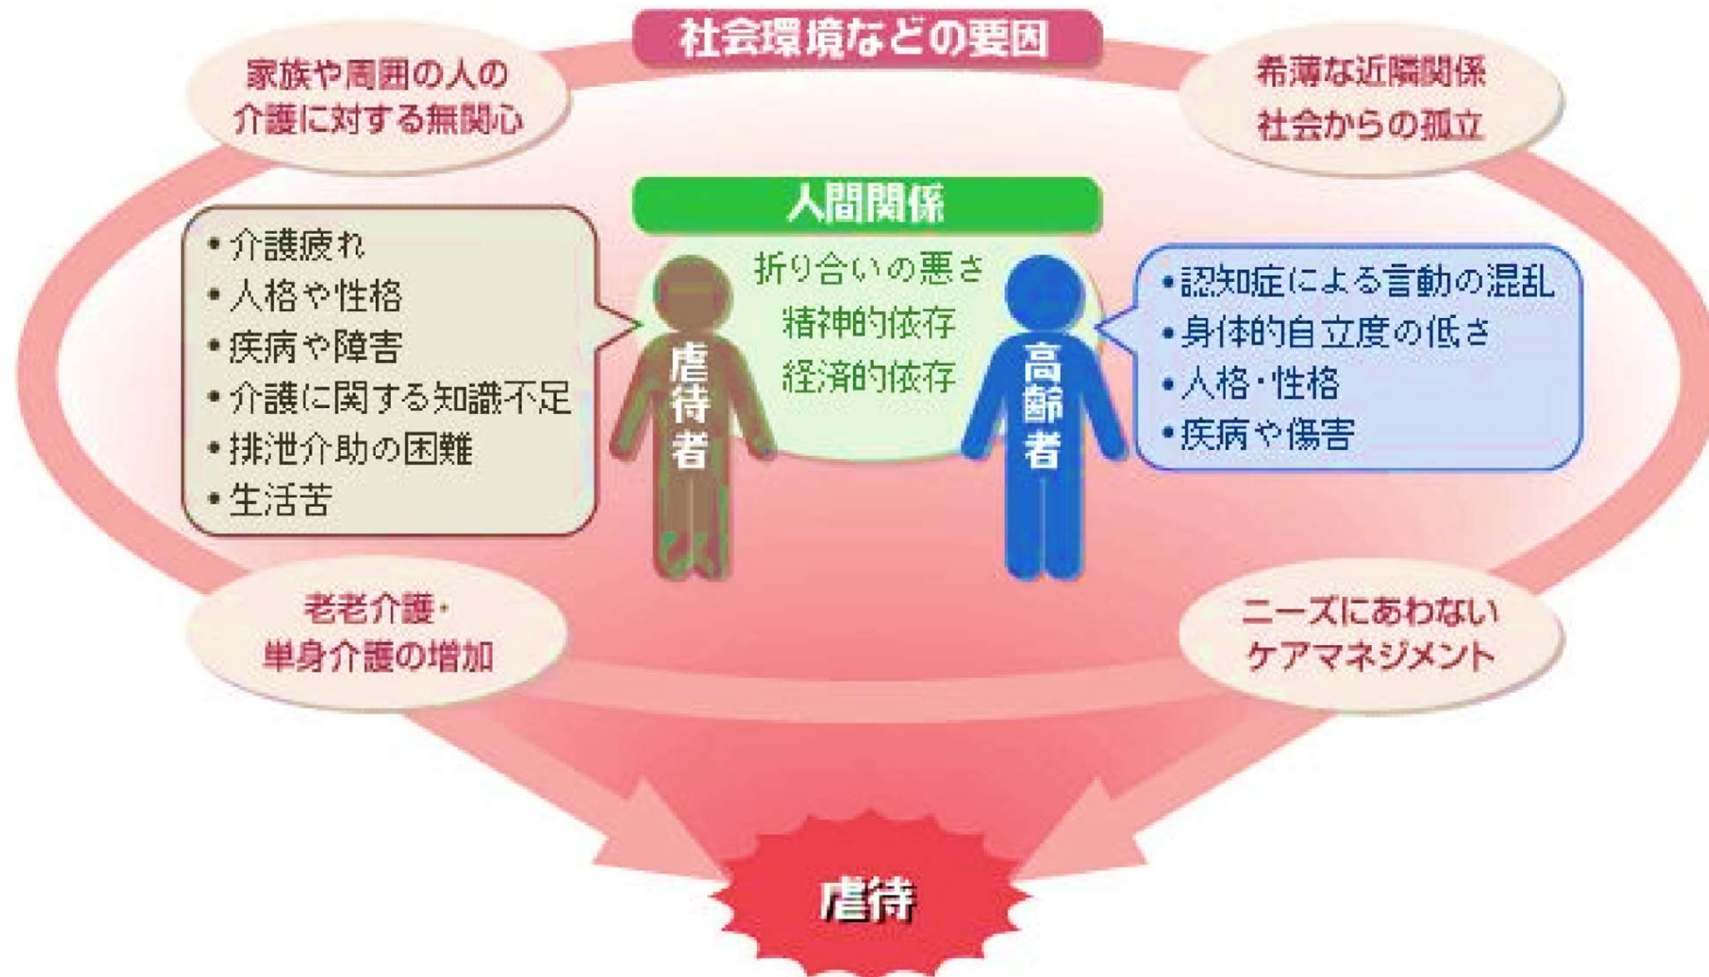 社会環境などの要因
家族や周囲の人の
介護に対する無関心
希薄な近隣関係
社会からの孤立
人間関係
折り合いの悪さ
精神的依存
経済的依存
• 介護疲れ
• 人格や性格
• 疾病や障害
• 介護に関する知識不足
• 排泄介助の困難
• 生活苦
虐待者
高齢者
• 認知症による言動の混乱
• 身体的自立度の低さ
• 人格・性格
• 疾病や傷害
老老介護・
単身介護の増加
ニーズにあわない
ケアマネジメント
虐待